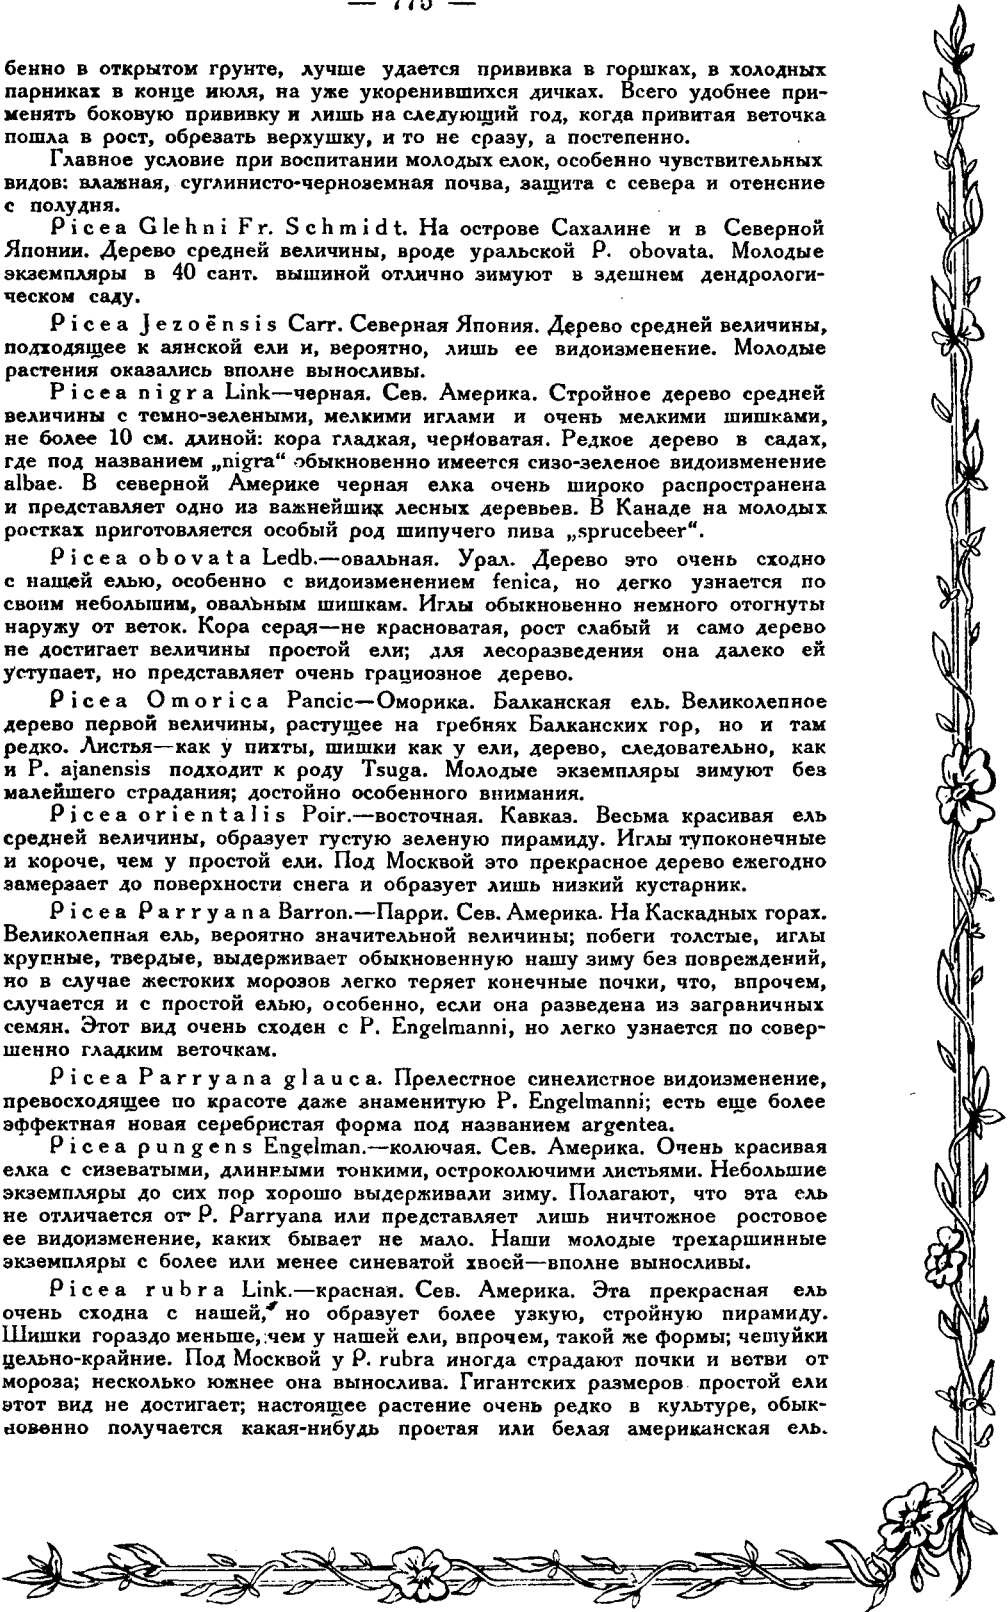 — 775 —
бенно в открытом грунте, лучше удается прививка в горшках, в холодных
парниках в конце июля, на уже укоренившихся дичках. Всего удобнее при-
менять боковую прививку и лишь на следующий год, когда привитая веточка
пошла в рост, обрезать верхушку, и то не сразу, а постепенно.
Главное условие при воспитании молодых елок, особенно чувствительных
видов: влажная, суглинисто-черноземная почва, защита с севера и отенение
с полудня.
Picea Glehni Fr. Schmidt. На острове Сахалине и в Северной
Японии. Дерево средней величины, вроде уральской P. obovata. Молодые
экземпляры в 40 сант. вышиной отлично зимуют в здешнем дендрологи-
ческом саду.
Picea Jezoënsis Carr. Северная Япония. Дерево средней величины,
подходящее к аянской ели и, вероятно, лишь ее видоизменение. Молодые
растения оказались вполне выносливы.
Picea nigra Link—черная. Сев. Америка. Стройное дерево средней
величины с темно-зелеными, мелкими иглами и очень мелкими шишками,
не более 10 см. длиной: кора гладкая, черноватая. Редкое дерево в садах,
где под названием „nigra“ обыкновенно имеется сизо-зеленое видоизменение
albae. В северной Америке черная елка очень широко распространена
и представляет одно из важнейших лесных деревьев. В Канаде на молодых
ростках приготовляется особый род шипучего пива „sprucebeer“.
Picea obovata Ledb.—овальная. Урал. Дерево это очень сходно
с нашей елью, особенно с видоизменением fenica, но легко узнается по
своим небольшим, овальным шишкам. Иглы обыкновенно немного отогнуты
наружу от веток. Кора серая—не красноватая, рост слабый и само дерево
не достигает величины простой ели; для лесоразведения она далеко ей
уступает, но представляет очень грациозное дерево.
Picea Omorica Pancic—Оморика. Балканская ель. Великолепное
дерево первой величины, растущее на гребнях Балканских гор, но и там
редко. Листья—как у пихты, шишки как у ели, дерево, следовательно, как
и P. ajanensis подходит к роду Tsuga. Молодые экземпляры зимуют без
малейшего страдания; достойно особенного внимания.
Picea orientalis Poir.—восточная. Кавказ. Весьма красивая ель
средней величины, образует густую зеленую пирамиду. Иглы тупоконечные
и короче, чем у простой ели. Под Москвой это прекрасное дерево ежегодно
замерзает до поверхности снега и образует лишь низкий кустарник.
Picea Parryana Barron.—Парри. Сев. Америка. На Каскадных горах.
Великолепная ель, вероятно значительной величины; побеги толстые, иглы
крупные, твердые, выдерживает обыкновенную нашу зиму без повреждений,
но в случае жестоких морозов легко теряет конечные почки, что, впрочем,
случается и с простой елью, особенно, если она разведена из заграничных
семян. Этот вид очень сходен с P. Engelmanni, но легко узнается по совер-
шенно гладким веточкам.
Picea Parryana glauca. Прелестное синелистное видоизменение,
превосходящее по красоте даже знаменитую P. Engelmanni; есть еще более
эффектная новая серебристая форма под названием argentea.
Picea pungens Engelman.—колючая. Сев. Америка. Очень красивая
елка с сизеватыми, длинными тонкими, остроколючими листьями. Небольшие
экземпляры до сих пор хорошо выдерживали зиму. Полагают, что эта ель
не отличается от P. Parryana или представляет лишь ничтожное ростовое
ее видоизменение, каких бывает не мало. Наши молодые трехаршинные
экземпляры с более или менее синеватой хвоей—вполне выносливы.
Picea rubra Link.—красная. Сев. Америка. Эта прекрасная ель
очень сходна с нашей, но образует более узкую, стройную пирамиду.
Шишки гораздо меньше, чем у нашей ели, впрочем, такой же формы; чешуйки
цельно-крайние. Под Москвой у P. rubra иногда страдают почки и ветви от
мороза; несколько южнее она вынослива. Гигантских размеров простой ели
этот вид не достигает; настоящее растение очень редко в культуре, обык-
новенно получается какая-нибудь простая или белая американская ель.